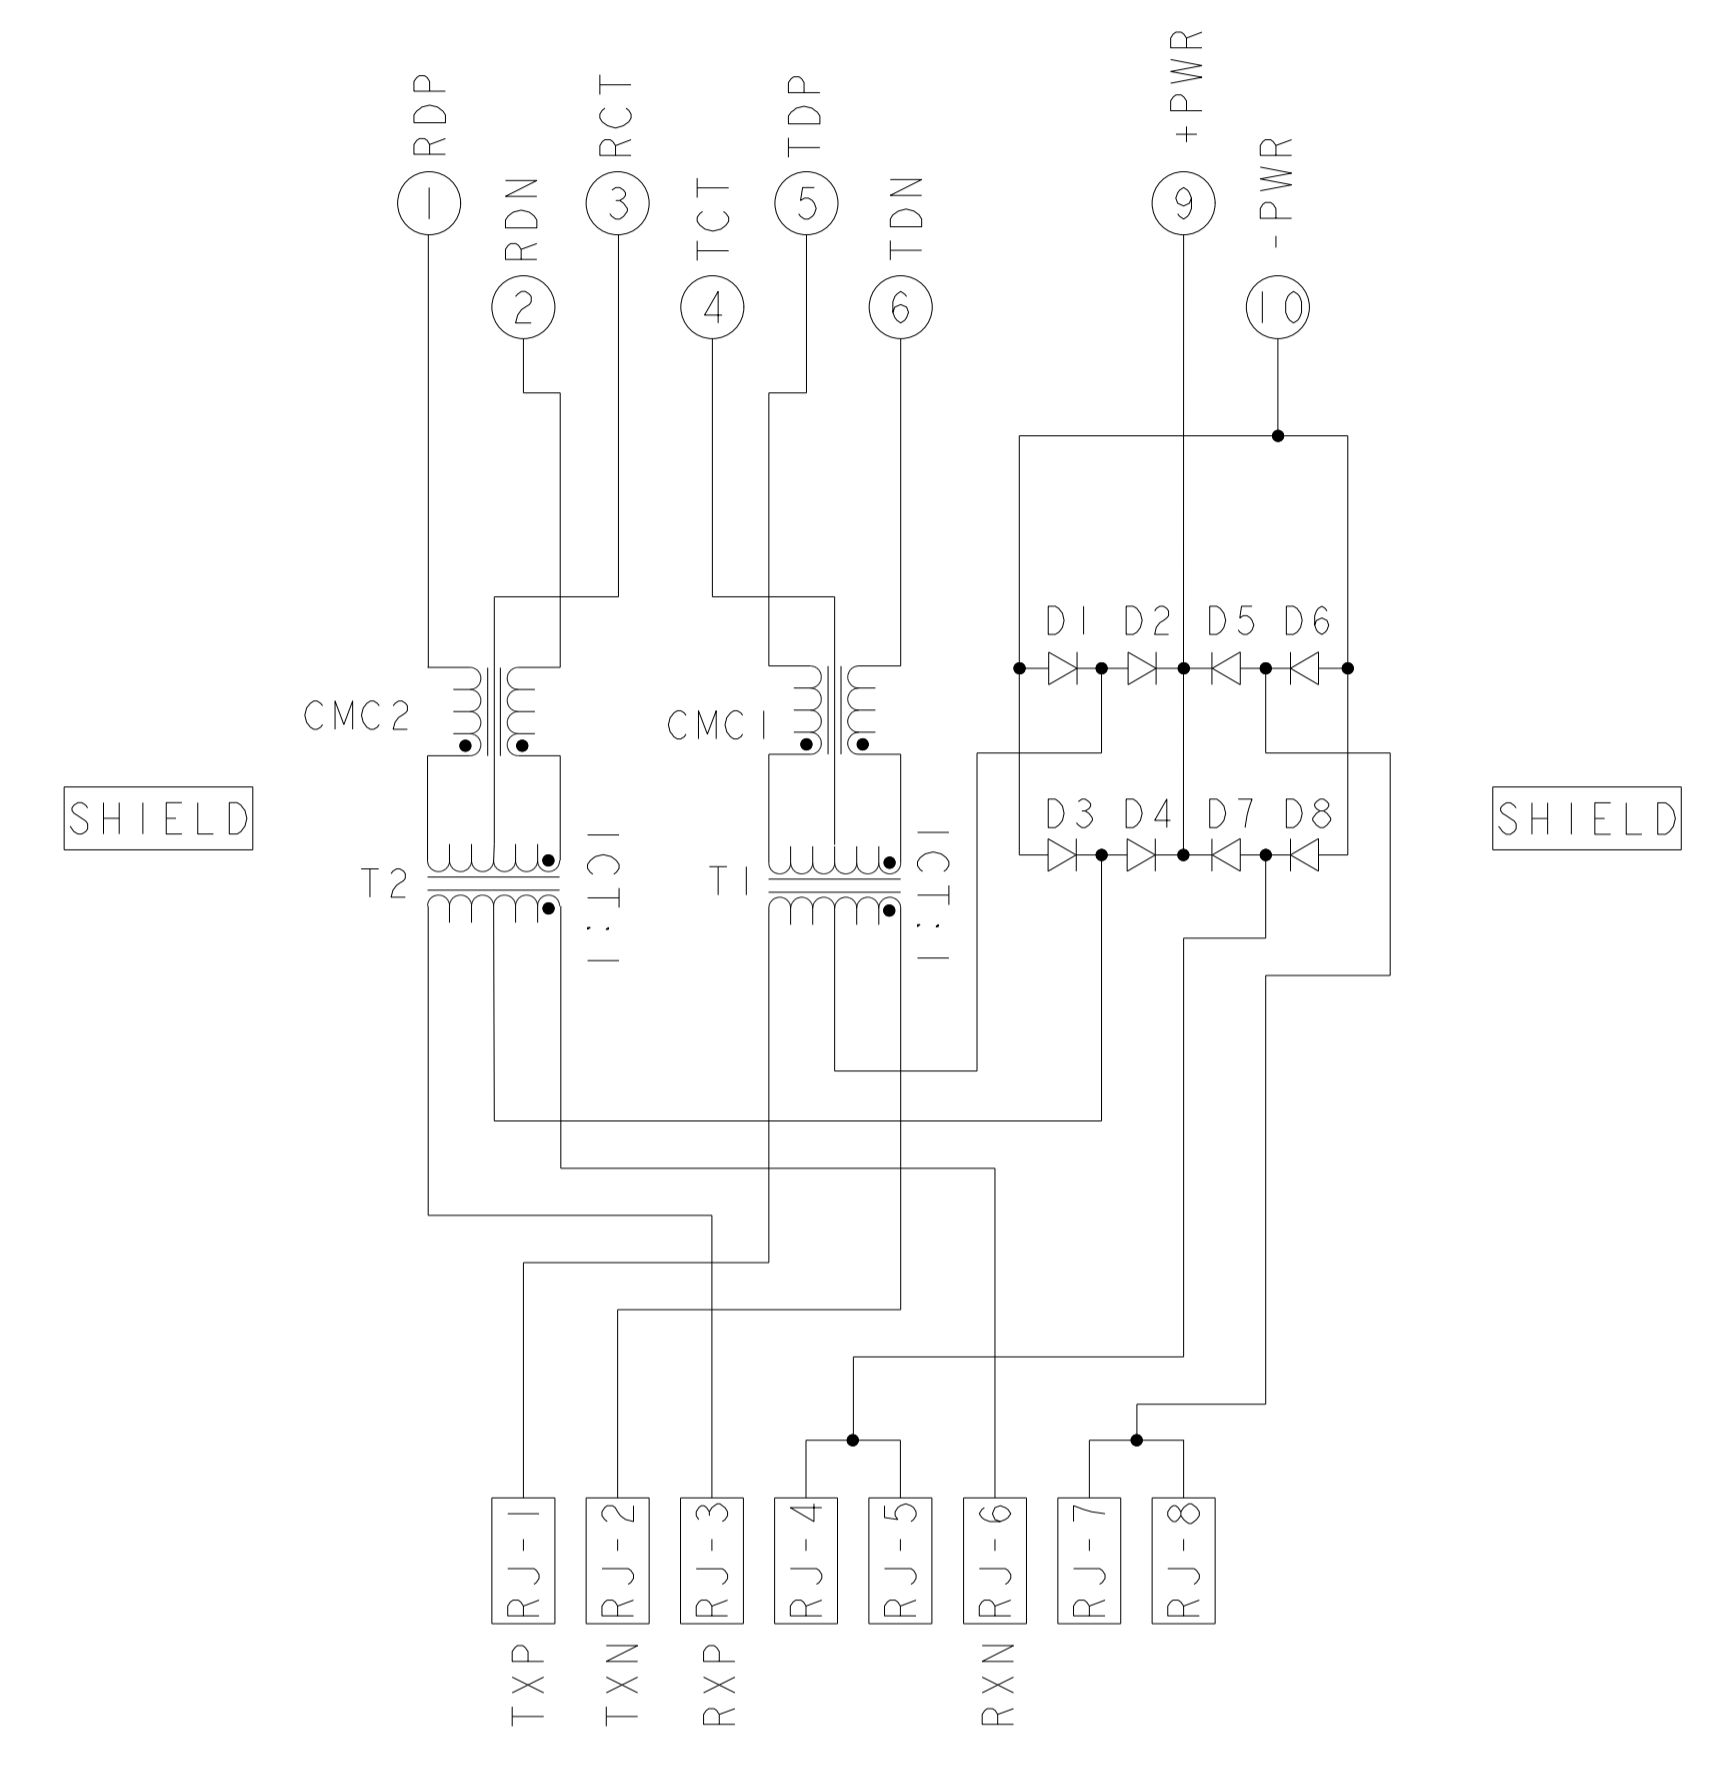 RDP
RCT
TDP
+PWR
RDN
TCT
TDN
-PWR
1
3
5
9
2
4
6
10
D1
D2
D5
D6
CMC2
CMC1
SHIELD
D3
D4
D7
D8
SHIELD
T2
1CT:1
T1
1CT:1
RJ-1
RJ-2
RJ-3
RJ-4
RJ-5
RJ-6
RJ-7
RJ-8
TXP
TXN
RXP
RXN